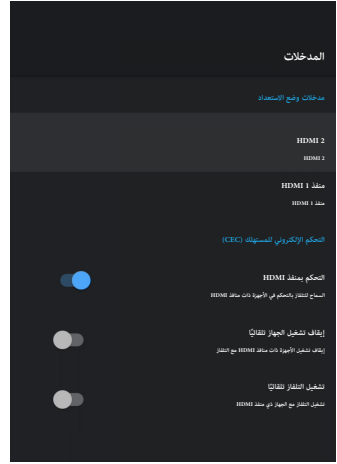 المدخلات
مدخلات وضع الاستعداد
HDMI 2
HDMI 2
منفذ HDMI 1
منفذ HDMI 1
التحكم الإلكتروني للمستهلك (CEC)
التحكم بمنفذ HDMI
السماح للتلفاز بالتحكم في الأجهزة ذات منافذ HDMI
إيقاف تشغيل الجهاز تلقائيًا
إيقاف تشغيل الأجهزة ذات منافذ HDMI مع التلفاز
تشغيل التلفاز تلقائيًا
تشغيل التلفاز مع الجهاز ذي منفذ HDMI